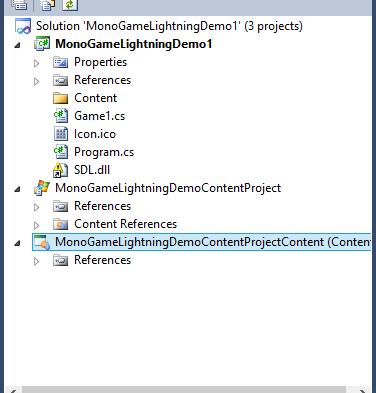 Solution 'MonoGameLightningDemo1' (3 projects)
MonoGameLightningDemo1
Properties
References
Content
Game1.cs
Icon.ico
Program.cs
SDL.dll
MonoGameLightningDemoContentProject
References
Content References
MonoGameLightningDemoContentProjectContent (Conten
References